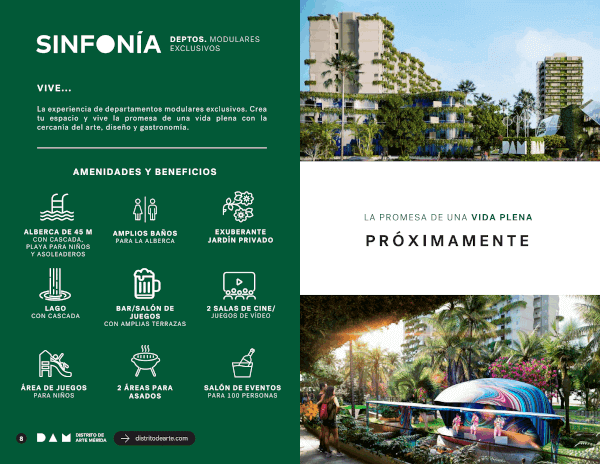 SINFONÍA
DEPTOS. MODULARES
EXCLUSIVOS
VIVE...
La experiencia de departamentos modulares exclusivos. Crea
tu espacio y vive la promesa de una vida plena con la
cercanía del arte, diseño y gastronomía.
AMENIDADES Y BENEFICIOS
ALBERCA DE 45 M
CON CASCADA,
PLAYA PARA NIÑOS
Y ASOLEADEROS
AMPLIOS BAÑOS
PARA LA ALBERCA
EXUBERANTE
JARDÍN PRIVADO
LAGO
CON CASCADA
BAR/SALÓN DE
JUEGOS
CON AMPLIAS TERRAZAS
2 SALAS DE CINE/
JUEGOS DE VÍDEO
ÁREA DE JUEGOS
PARA NIÑOS
2 ÁREAS PARA
ASADOS
SALÓN DE EVENTOS
PARA 100 PERSONAS
8
DAM
DISTRITO DE
ARTE MÉRIDA
distritodearte.com
DAM
LA PROMESA DE UNA VIDA PLENA
PRÓXIMAMENTE